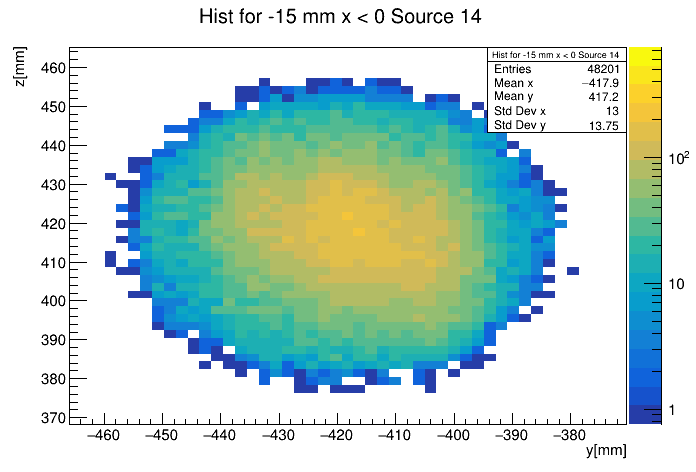 Hist for -15 mm x < 0 Source 14
z[mm]
Hist for -15 mm x < 0 Source 14
Entries 48201
Mean x −417.9
Mean y 417.2
Std Dev x 13
Std Dev y 13.75
460
450
440
430
420
410
400
390
380
370
−460 −450 −440 −430 −420 −410 −400 −390 −380
y[mm]
10²
10
1